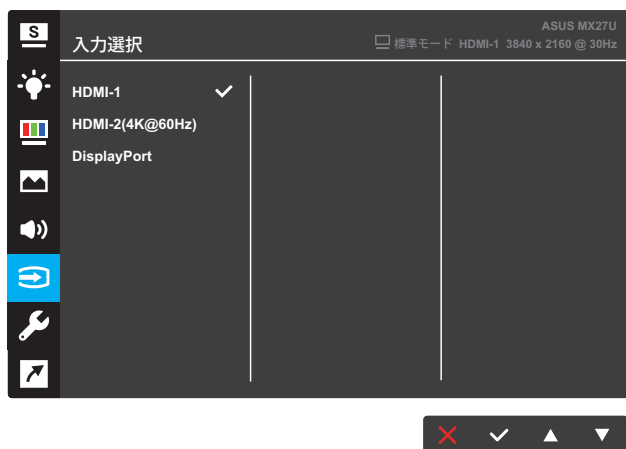 S
ASUS MX27U
入力選択
標準モード HDMI-1 3840 x 2160 @ 30Hz
HDMI-1
HDMI-2(4K@60Hz)
DisplayPort